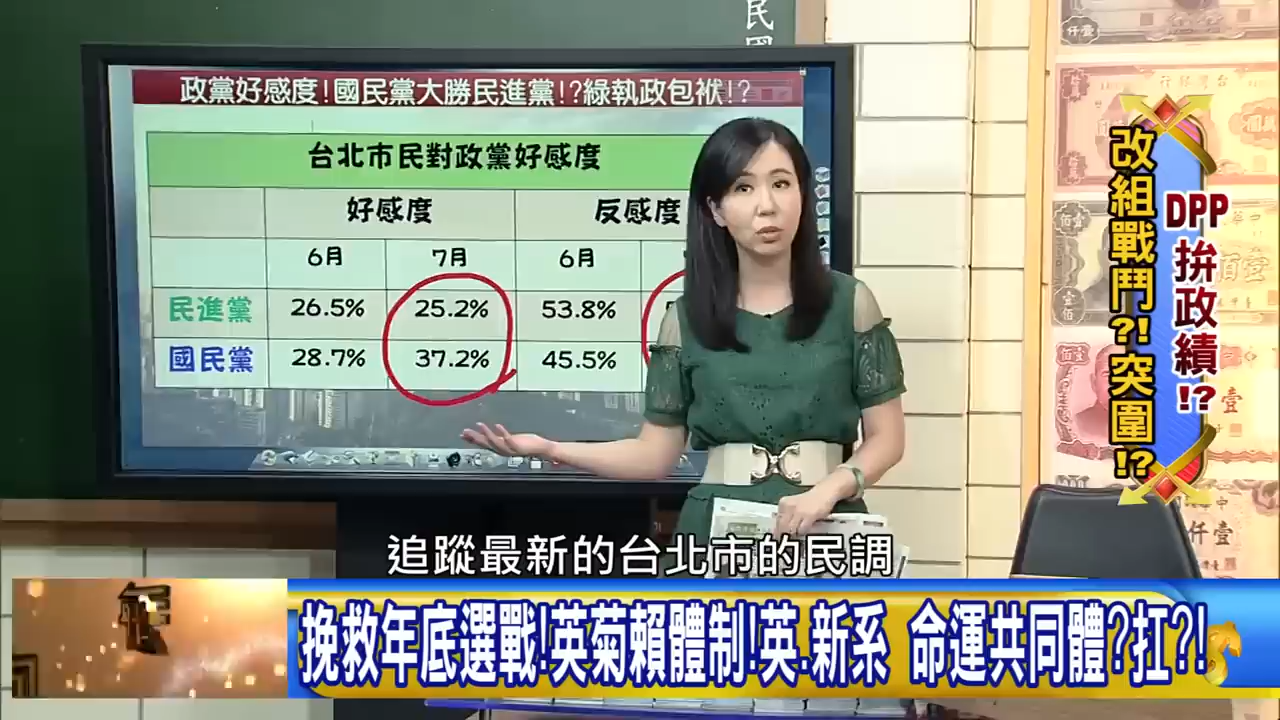 民國
政黨好感度!國民黨大勝民進黨!?綠執政包袱!?
台北市民對政黨好感度
好感度 反感度
6月 7月 6月
民進黨 26.5% 25.2% 53.8%
國民黨 28.7% 37.2% 45.5%
DPP拚政績!?
改組戰鬥?!突圍!?
追蹤最新的台北市的民調
挽救年底選戰!英菊賴體制!英.新系 命運共同體?扛?!